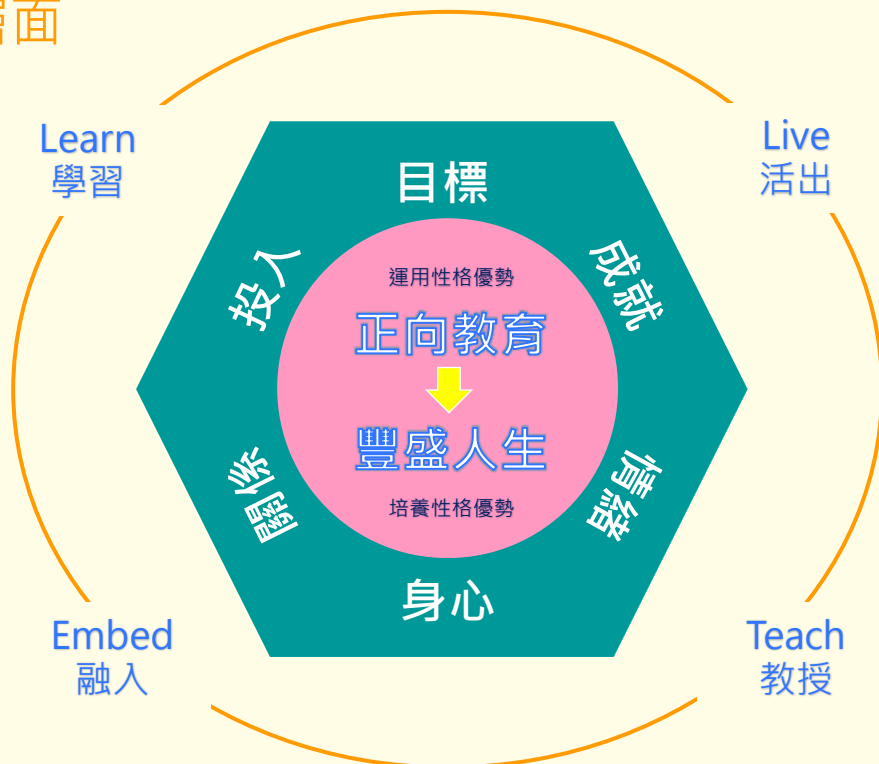 層面
Learn
學習
Live
活出
目標
投入
成就
運用性格優勢
正向教育
豐盛人生
培養性格優勢
關係
情緒
身心
Embed
融入
Teach
教授